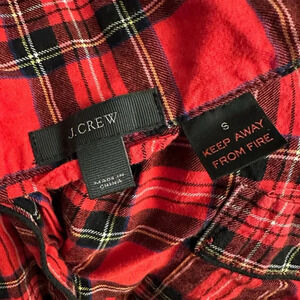 J.CREW
MADE IN
CHINA
S
KEEP AWAY
FROM FIRE